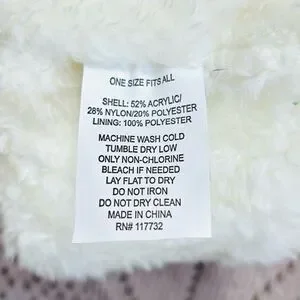 ONE SIZE FITS ALL
SHELL: 52% ACRYLIC/
28% NYLON/20% POLYESTER
LINING: 100% POLYESTER
MACHINE WASH COLD
TUMBLE DRY LOW
ONLY NON-CHLORINE
BLEACH IF NEEDED
LAY FLAT TO DRY
DO NOT IRON
DO NOT DRY CLEAN
MADE IN CHINA
RN# 117732